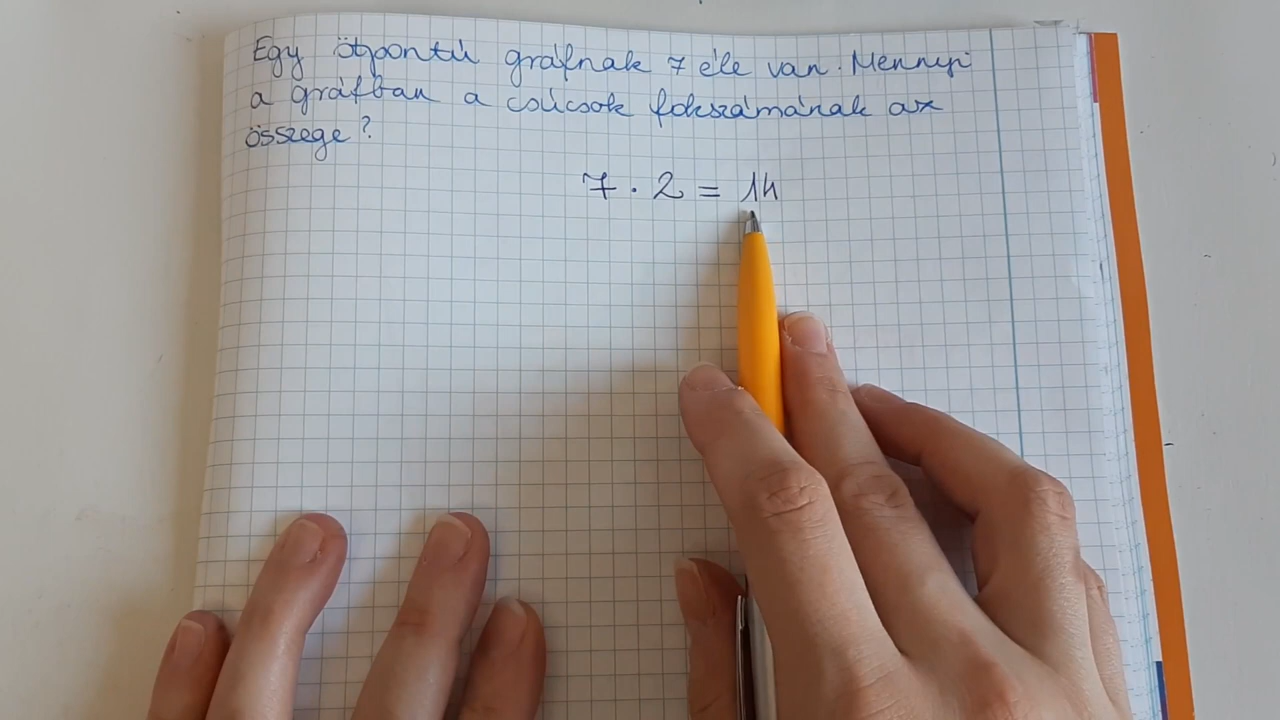 Egy ötpontú gráfnak 7 éle van. Mennyi
a gráfban a csúcsok fokszámának az
összege?
7 · 2 = 14